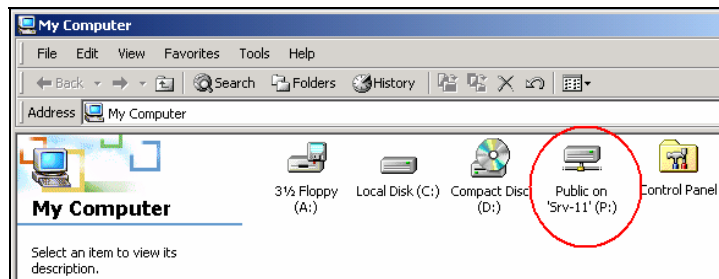 My Computer
File Edit View Favorites Tools Help
Back Search Folders History
Address My Computer
3½ Floppy (A:)
Local Disk (C:)
Compact Disc (D:)
Public on 'Srv-11' (P:)
Control Panel
My Computer
Select an item to view its
description.